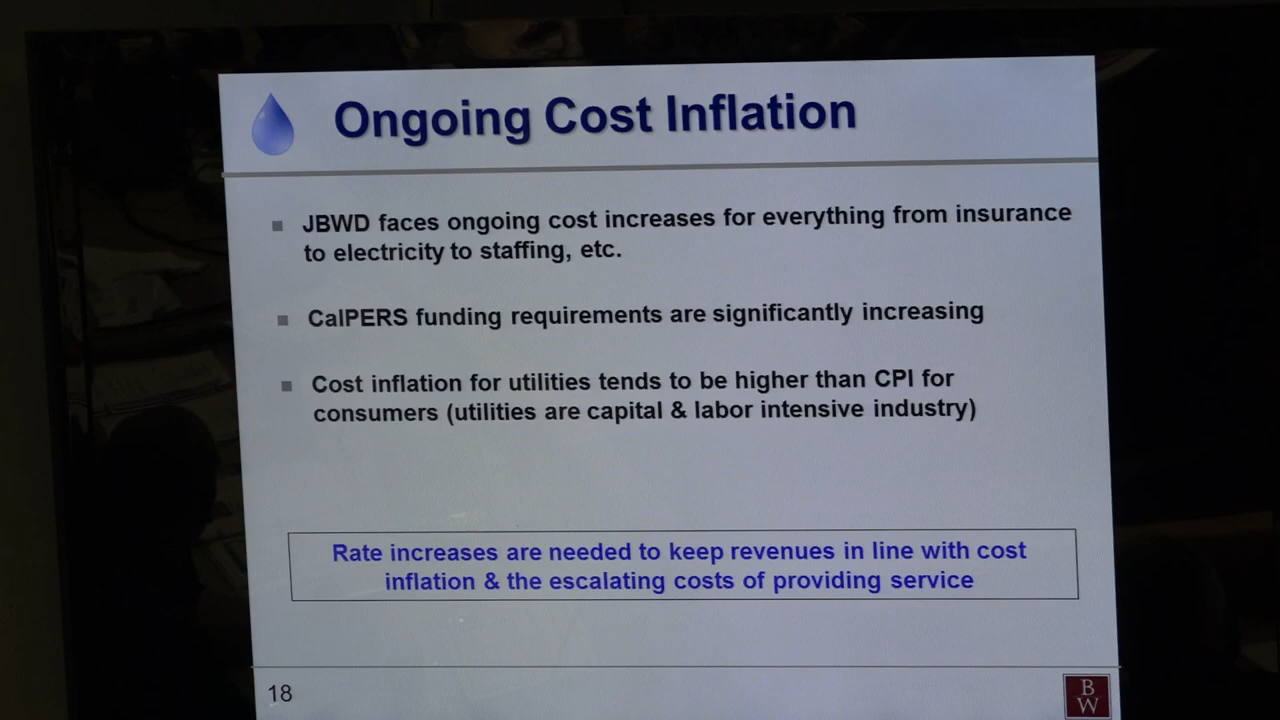 Ongoing Cost Inflation
JBWD faces ongoing cost increases for everything from insurance
to electricity to staffing, etc.
CalPERS funding requirements are significantly increasing
Cost inflation for utilities tends to be higher than CPI for
consumers (utilities are capital & labor intensive industry)
Rate increases are needed to keep revenues in line with cost
inflation & the escalating costs of providing service
18
B
W